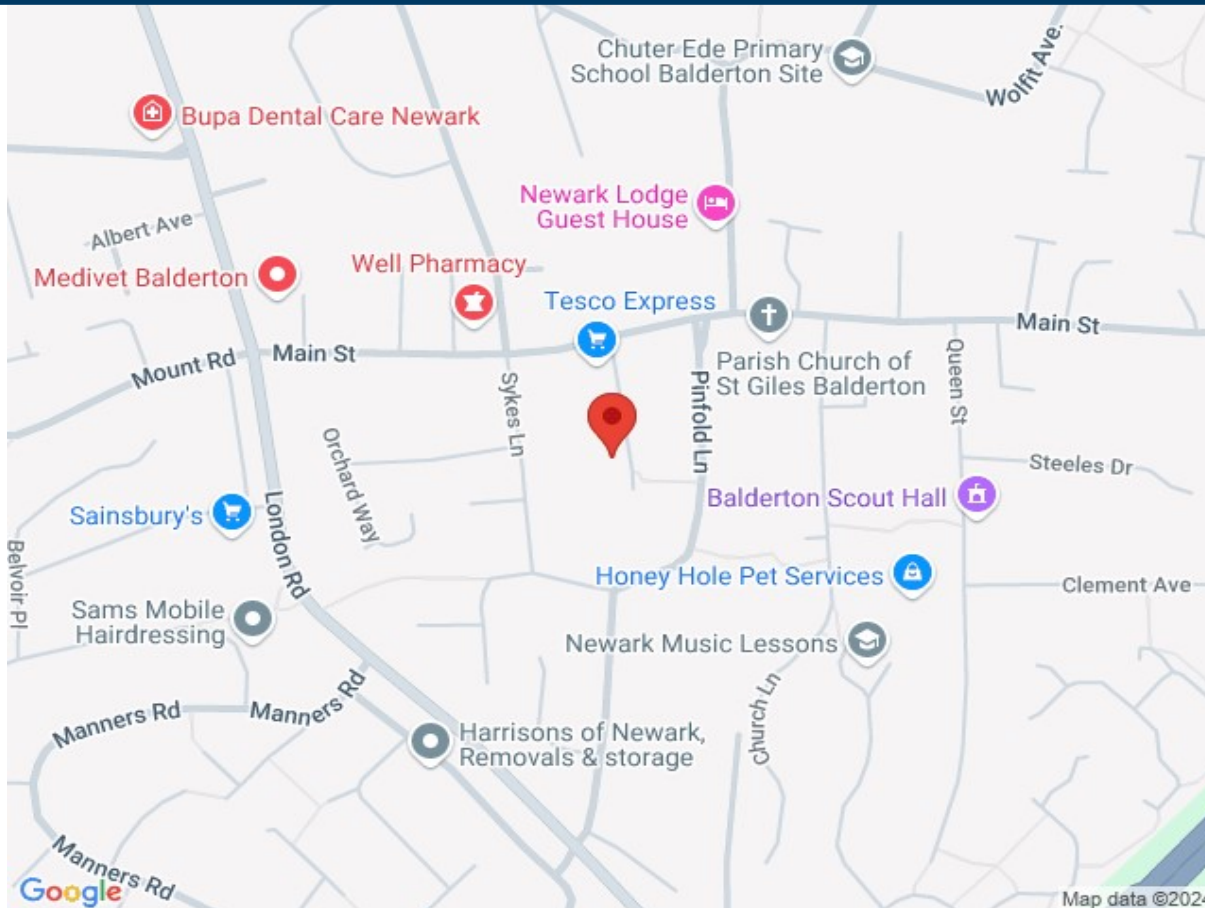 Chuter Ede Primary
School Balderton Site
Wolfit Ave.
Bupa Dental Care Newark
Newark Lodge
Guest House
Albert Ave
Medivet Balderton
Well Pharmacy
Tesco Express
Main St
Mount Rd
Main St
Parish Church of
St Giles Balderton
Queen St
Sykes Ln
Pinfold Ln
Orchard Way
Steeles Dr
Balderton Scout Hall
Sainsbury's
London Rd
Belvoir Pl
Honey Hole Pet Services
Clement Ave
Sams Mobile
Hairdressing
Newark Music Lessons
Church Ln
Manners Rd
Manners Rd
Harrisons of Newark,
Removals & storage
Manners Rd
Google
Map data ©2024